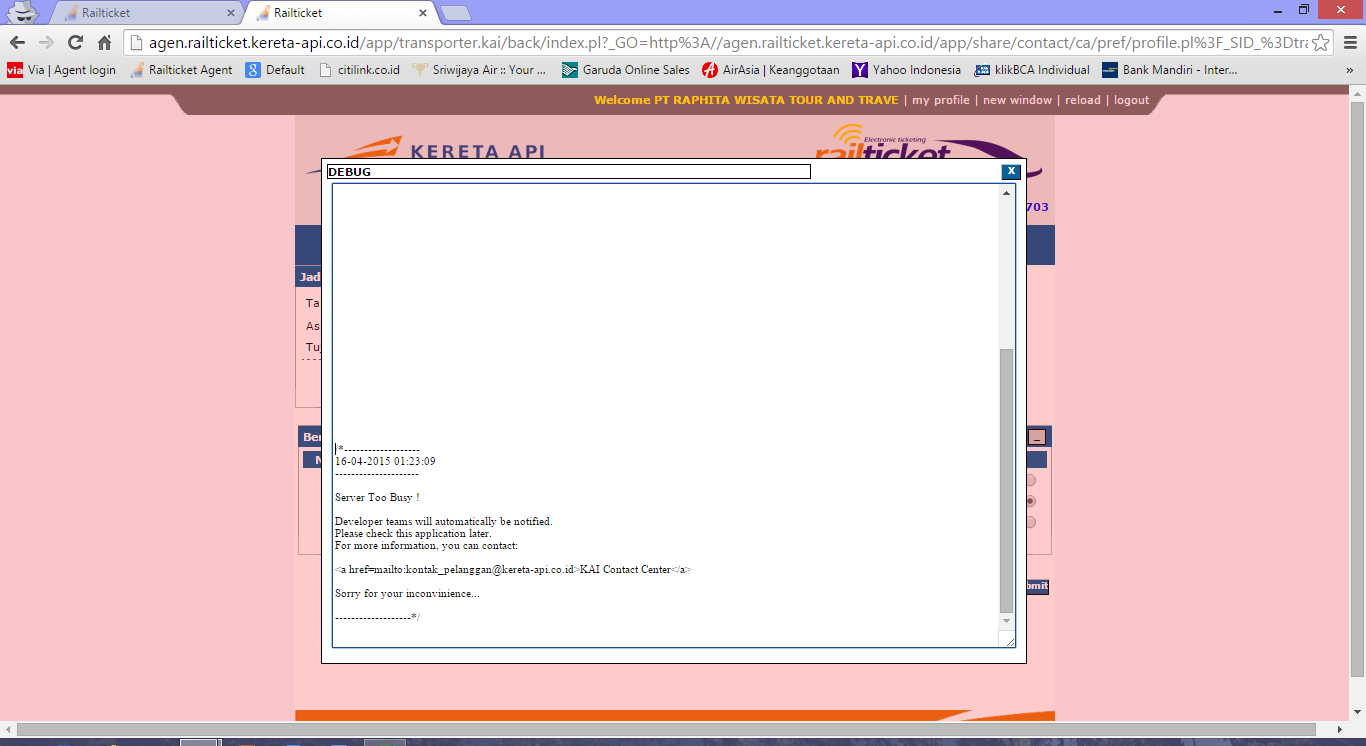 Railticket
Railticket
agen.railticket.kereta-api.co.id/app/transporter.kai/back/index.pl?_GO=http%3A//agen.railticket.kereta-api.co.id/app/share/contact/ca/pref/profile.pl%3F_SID_%3Dtra
via Via | Agent login
Railticket Agent
Default
citilink.co.id
Sriwijaya Air :: Your ...
Garuda Online Sales
AirAsia | Keanggotaan
Yahoo Indonesia
klikBCA Individual
Bank Mandiri - Inter...
»
Welcome PT RAPHITA WISATA TOUR AND TRAVE | my profile | new window | reload | logout
KERETA API
Electronic ticketing
railticket
DEBUG
X
703
Jad
Ta
As
Tuj
Ber
N
/*-------------------
16-04-2015 01:23:09
---------------------
Server Too Busy !
Developer teams will automatically be notified.
Please check this application later.
For more information, you can contact:
<a href=mailto:kontak_pelanggan@kereta-api.co.id>KAI Contact Center</a>
Sorry for your inconvinience...
-------------------*/
bmit